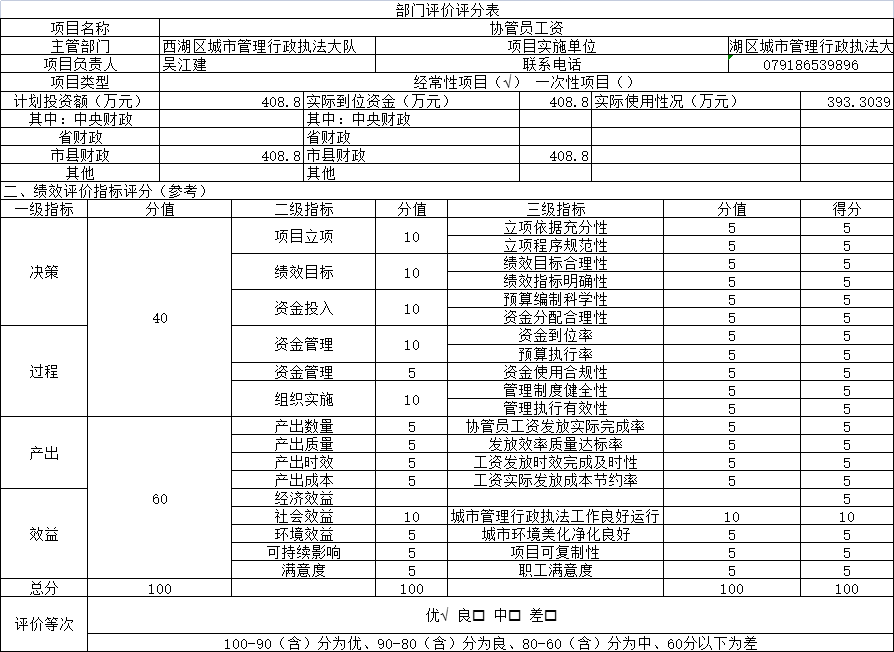 部门评价评分表
项目名称 协管员工资
主管部门 西湖区城市管理行政执法大队 项目实施单位 湖区城市管理行政执法大
项目负责人 吴江建 联系电话 079186539896
项目类型 经常性项目（√） 一次性项目（）
计划投资额（万元） 408.8 实际到位资金（万元） 408.8 实际使用性况（万元） 393.3039
其中：中央财政 其中：中央财政
省财政 省财政
市县财政 408.8 市县财政 408.8
其他 其他
二、绩效评价指标评分（参考）
一级指标 分值 二级指标 分值 三级指标 分值 得分
决策 40 项目立项 10 立项依据充分性 5 5
立项程序规范性 5 5
绩效目标 10 绩效目标合理性 5 5
绩效指标明确性 5 5
资金投入 10 预算编制科学性 5 5
资金分配合理性 5 5
过程 资金管理 10 资金到位率 5 5
预算执行率 5 5
资金管理 5 资金使用合规性 5 5
组织实施 10 管理制度健全性 5 5
管理执行有效性 5 5
产出 60 产出数量 5 协管员工资发放实际完成率 5 5
产出质量 5 发放效率质量达标率 5 5
产出时效 5 工资发放时效完成及时性 5 5
产出成本 5 工资实际发放成本节约率 5 5
效益 经济效益 5
社会效益 10 城市管理行政执法工作良好运行 10 10
环境效益 5 城市环境美化净化良好 5 5
可持续影响 5 项目可复制性 5 5
满意度 5 职工满意度 5 5
总分 100 100 100 100
评价等次 优√ 良□ 中□ 差□
100-90（含）分为优、90-80（含）分为良、80-60（含）分为中、60分以下为差